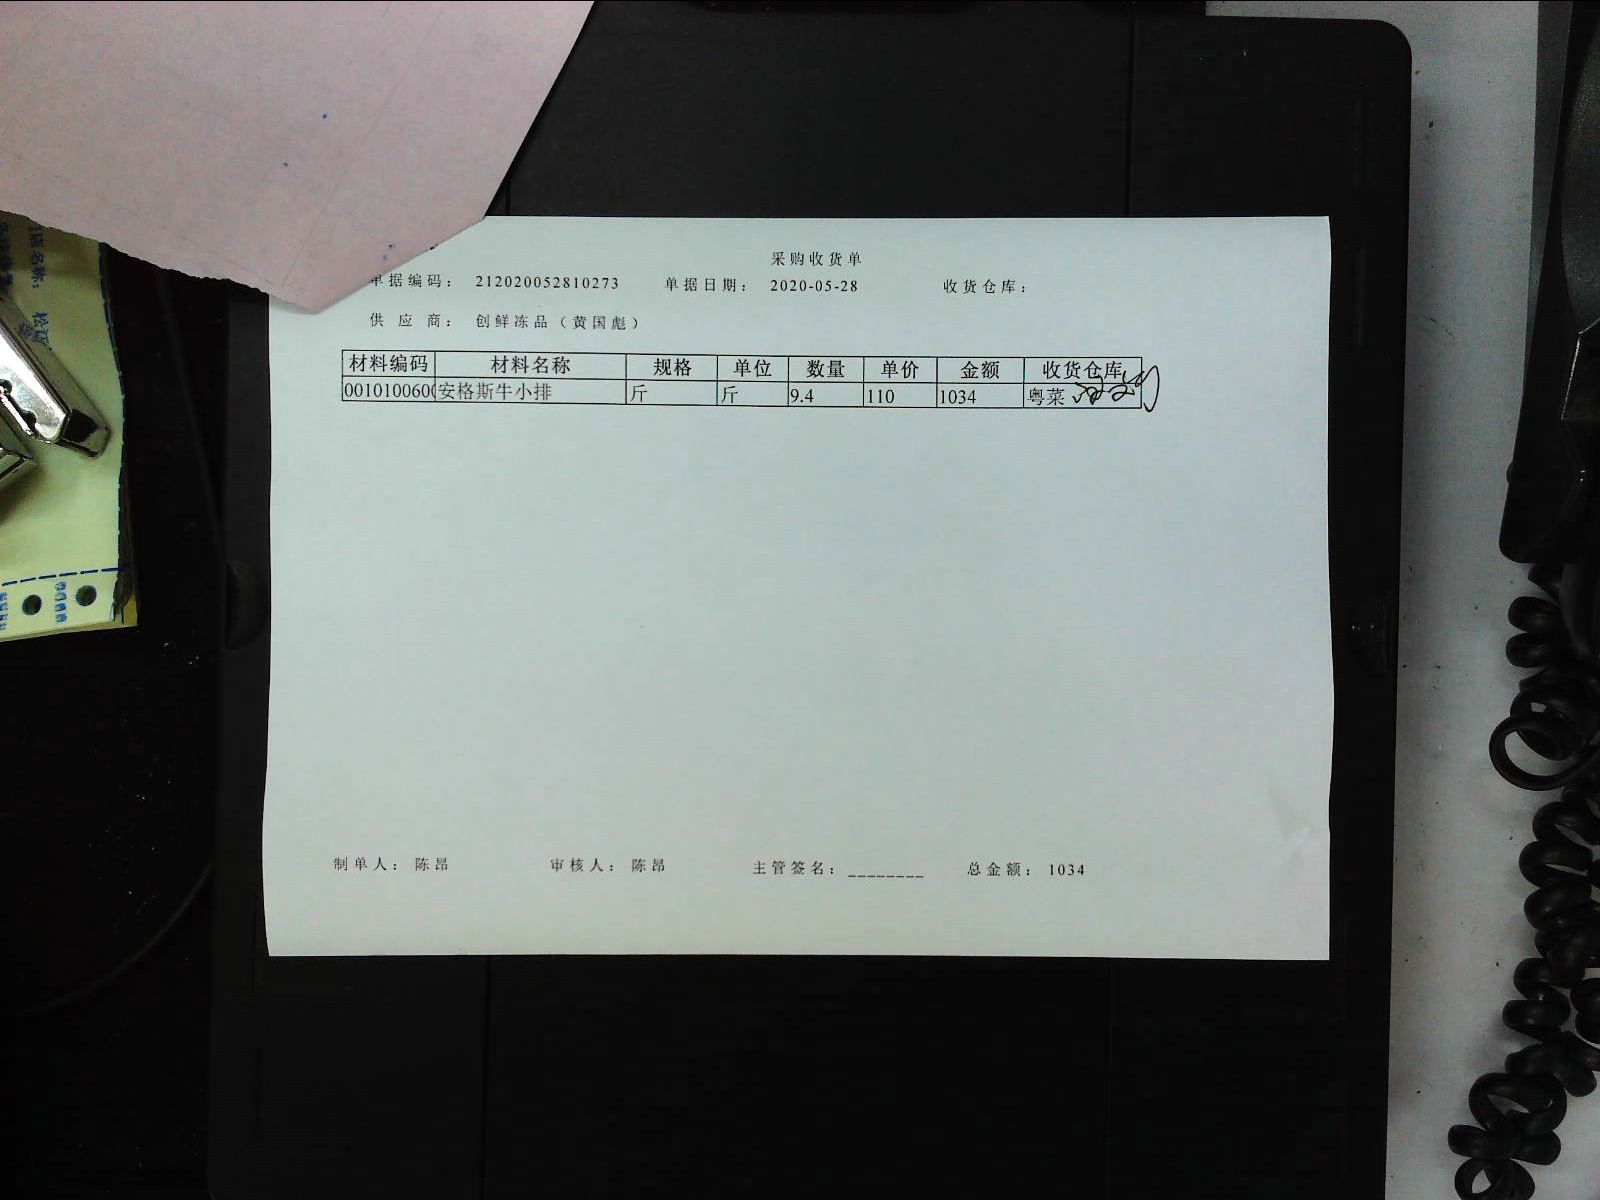 采购收货单
单据编码： 212020052810273 单据日期： 2020-05-28 收货仓库：
供 应 商： 创鲜冻品（黄国彪）
材料编码 材料名称 规格 单位 数量 单价 金额 收货仓库
0010100600 安格斯牛小排 斤 斤 9.4 110 1034 粤菜
制单人： 陈昂 审核人： 陈昂 主管签名：________ 总金额： 1034